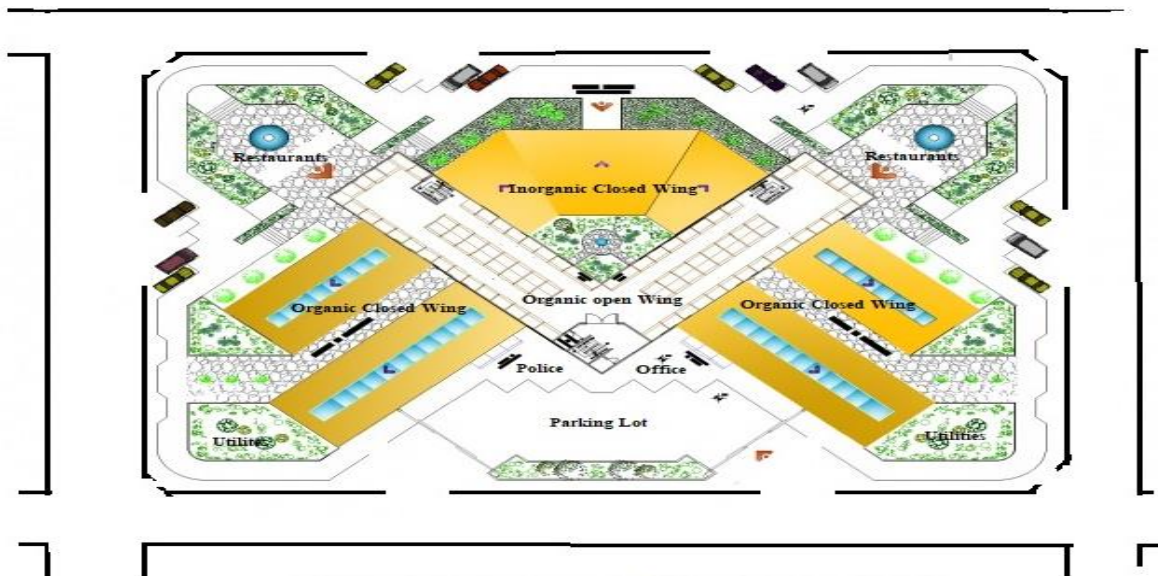 Restaurants
Restaurants
Inorganic Closed Wing
Organic Closed Wing
Organic open Wing
Organic Closed Wing
Police
Office
Parking Lot
Utilites
Utilities